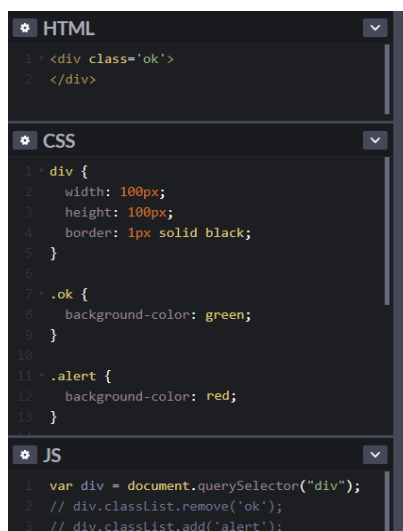 HTML
1 <div class='ok'>
2 </div>
CSS
1 div {
2 width: 100px;
3 height: 100px;
4 border: 1px solid black;
5 }
6
7 .ok {
8 background-color: green;
9 }
10
11 .alert {
12 background-color: red;
13 }
JS
1 var div = document.querySelector("div");
2 // div.classList.remove('ok');
3 // div.classList.add('alert');